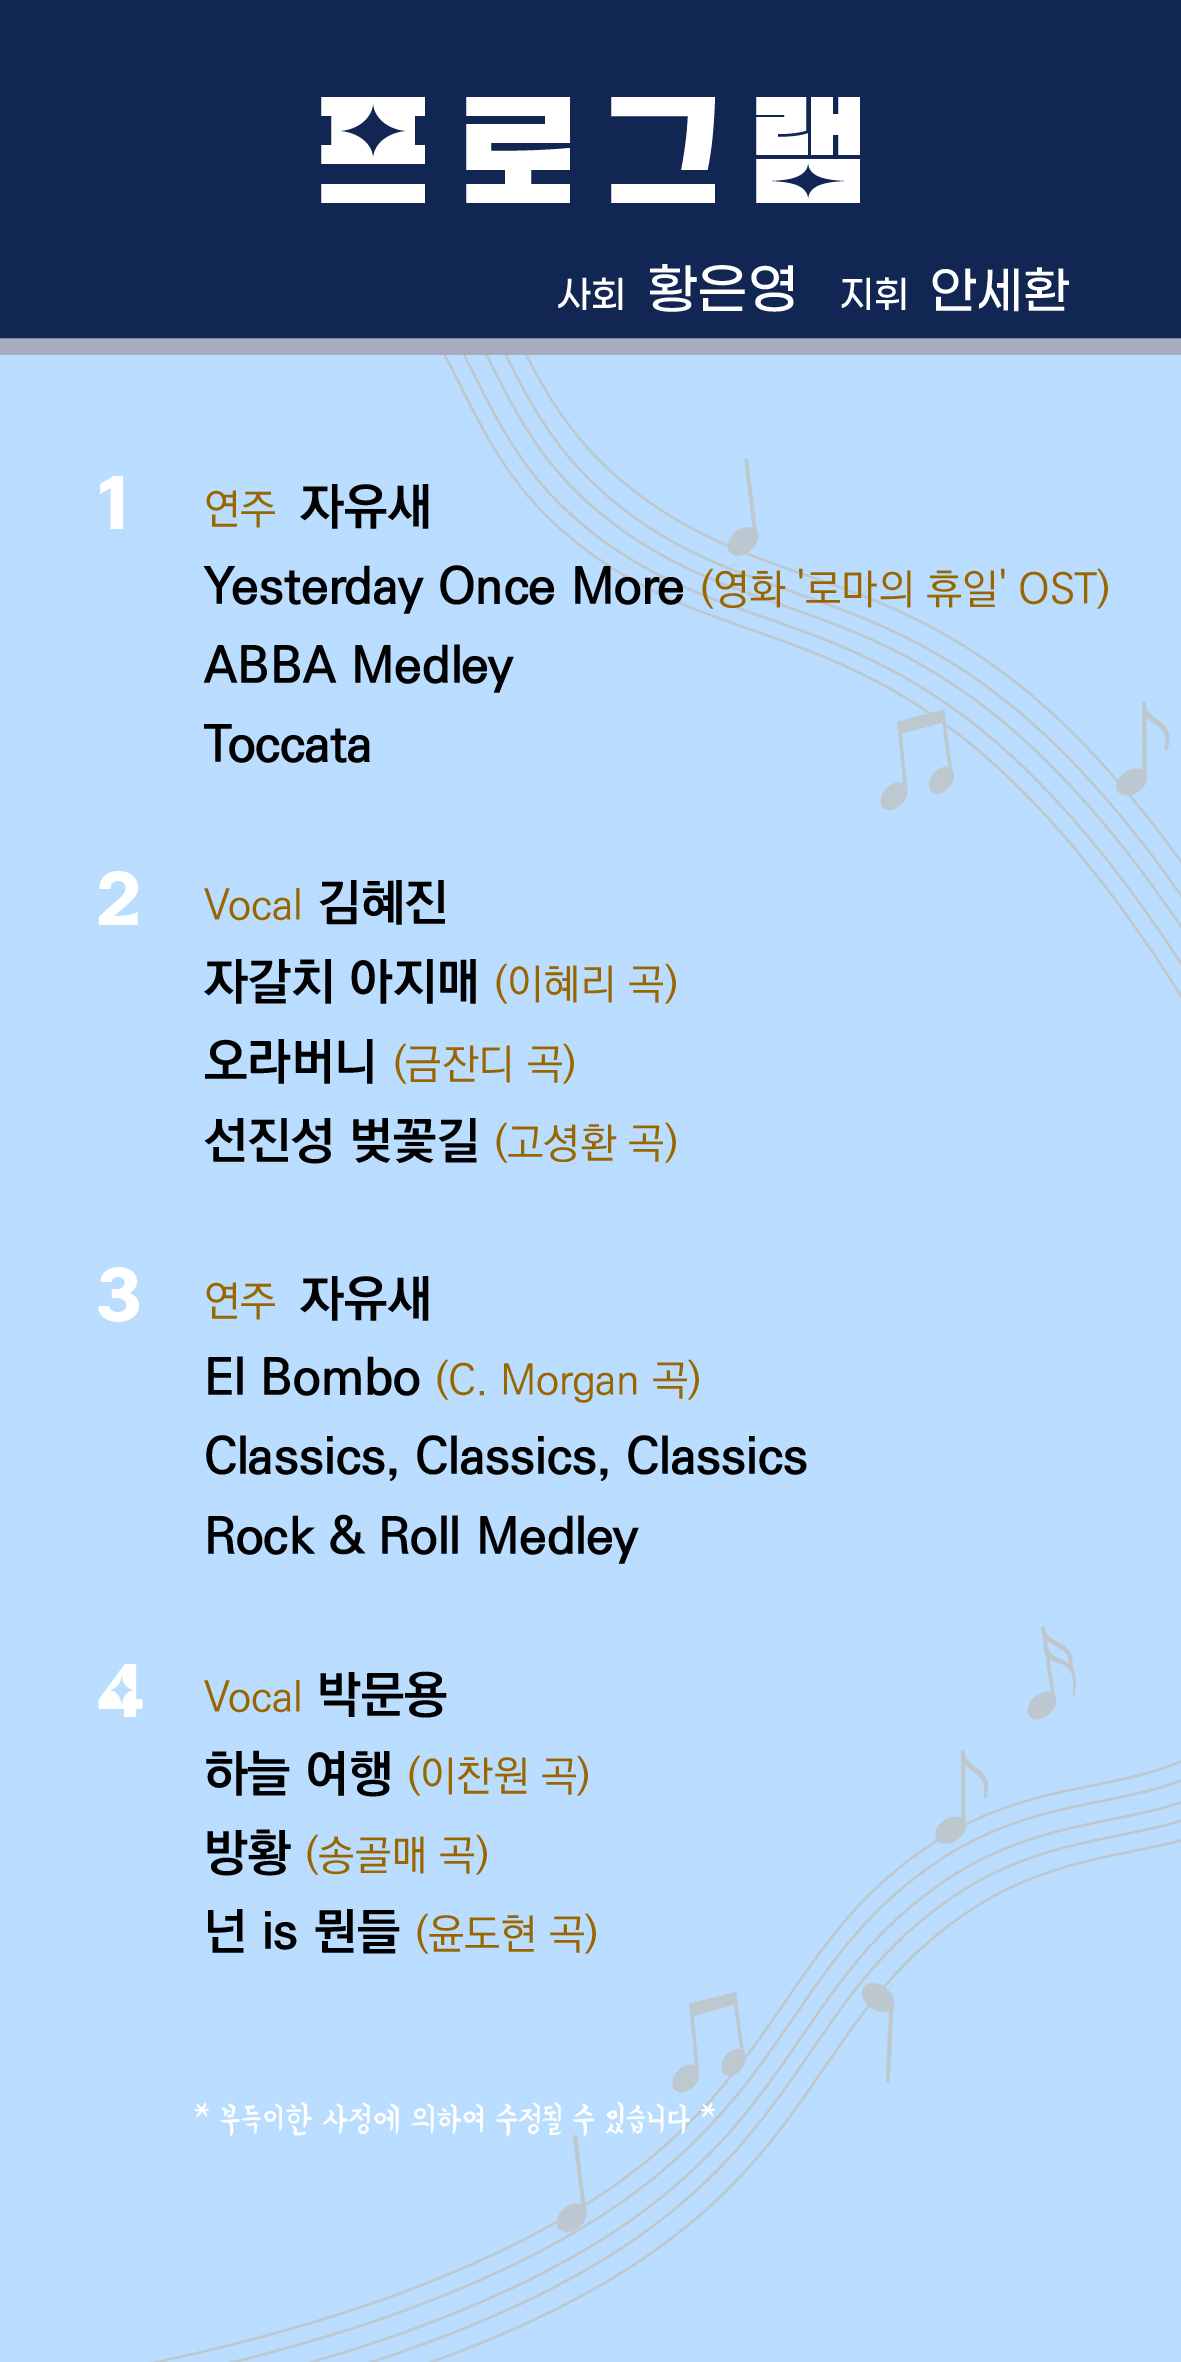 프로그램
사회 황은영 지휘 안세환
1 연주 자유새
Yesterday Once More (영화 '로마의 휴일' OST)
ABBA Medley
Toccata
2 Vocal 김혜진
자갈치 아지매 (이혜리 곡)
오라버니 (금잔디 곡)
선진성 벚꽃길 (고성환 곡)
3 연주 자유새
El Bombo (C. Morgan 곡)
Classics, Classics, Classics
Rock & Roll Medley
4 Vocal 박문용
하늘 여행 (이찬원 곡)
방황 (송골매 곡)
넌 is 뭔들 (윤도현 곡)
* 부득이한 사정에 의하여 수정될 수 있습니다 *